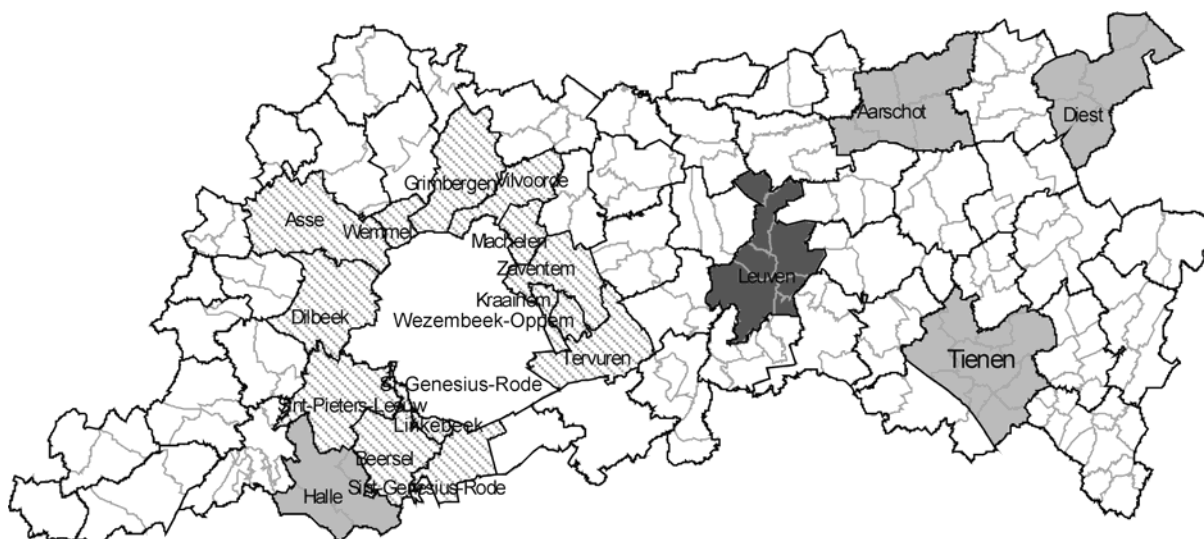 Aarschot
Diest
Grimbergen
Vilvoorde
Asse
Wemmel
Machelen
Zaventem
Leuven
Kraainem
Wezembeek-Oppem
Dilbeek
Tervuren
Tienen
St-Genesius-Rode
Sint-Pieters-Leeuw
Linkebeek
Beersel
Sint-Genesius-Rode
Halle